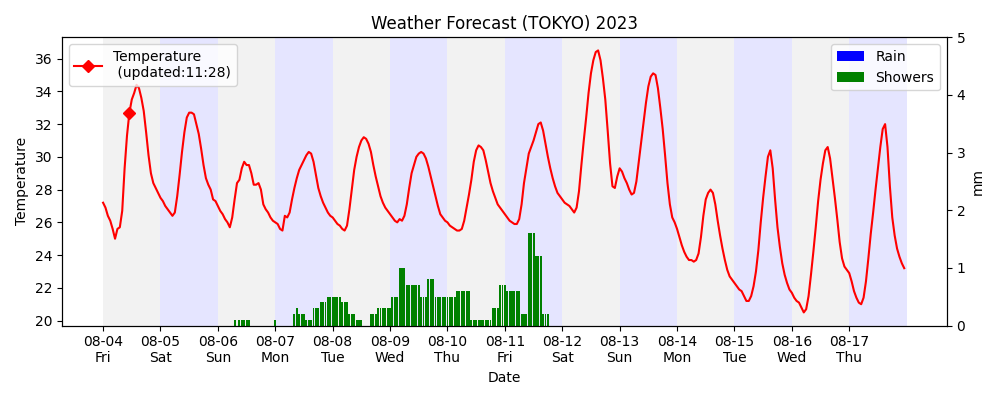 Weather Forecast (TOKYO) 2023
Temperature
(updated:11:28)
Rain
Showers
Temperature
36
34
32
30
28
26
24
22
20
5
4
3
2
1
0
mm
08-04 08-05 08-06 08-07 08-08 08-09 08-10 08-11 08-12 08-13 08-14 08-15 08-16 08-17
Fri Sat Sun Mon Tue Wed Thu Fri Sat Sun Mon Tue Wed Thu
Date